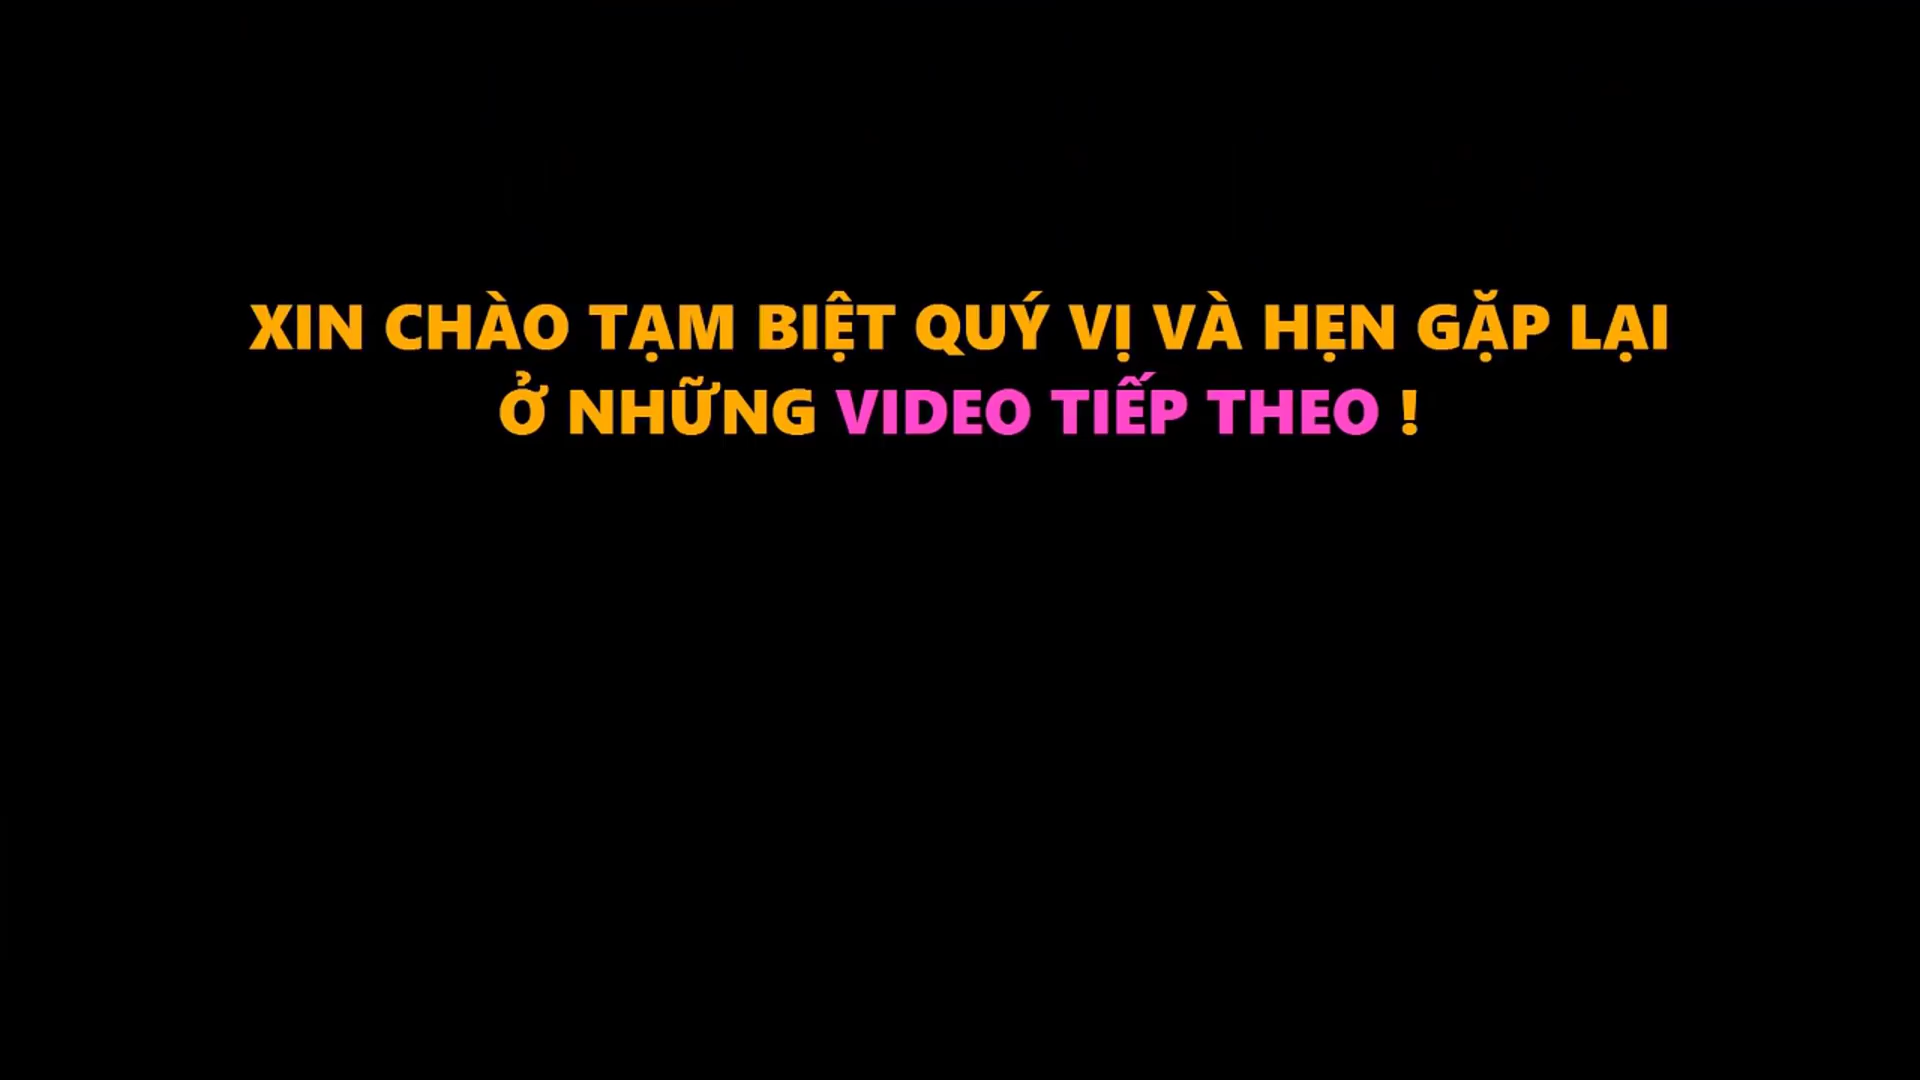 XIN CHÀO TẠM BIỆT QUÝ VỊ VÀ HẸN GẶP LẠI
Ở NHỮNG VIDEO TIẾP THEO !